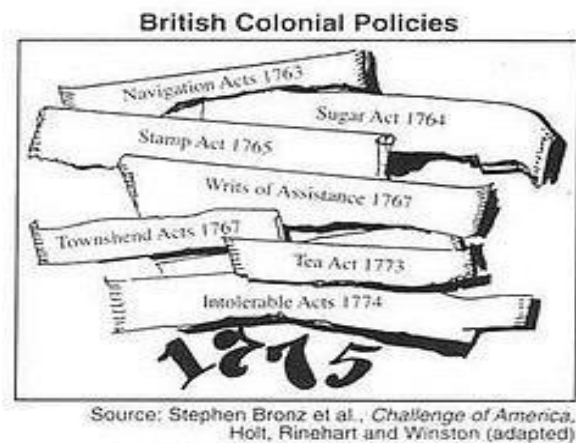 British Colonial Policies
Navigation Acts 1763
Sugar Act 1764
Stamp Act 1765
Writs of Assistance 1767
Townshend Acts 1767
Tea Act 1773
Intolerable Acts 1774
1775
Source: Stephen Bronz et al., Challenge of America,
Holt, Rinehart and Winston (adapted)